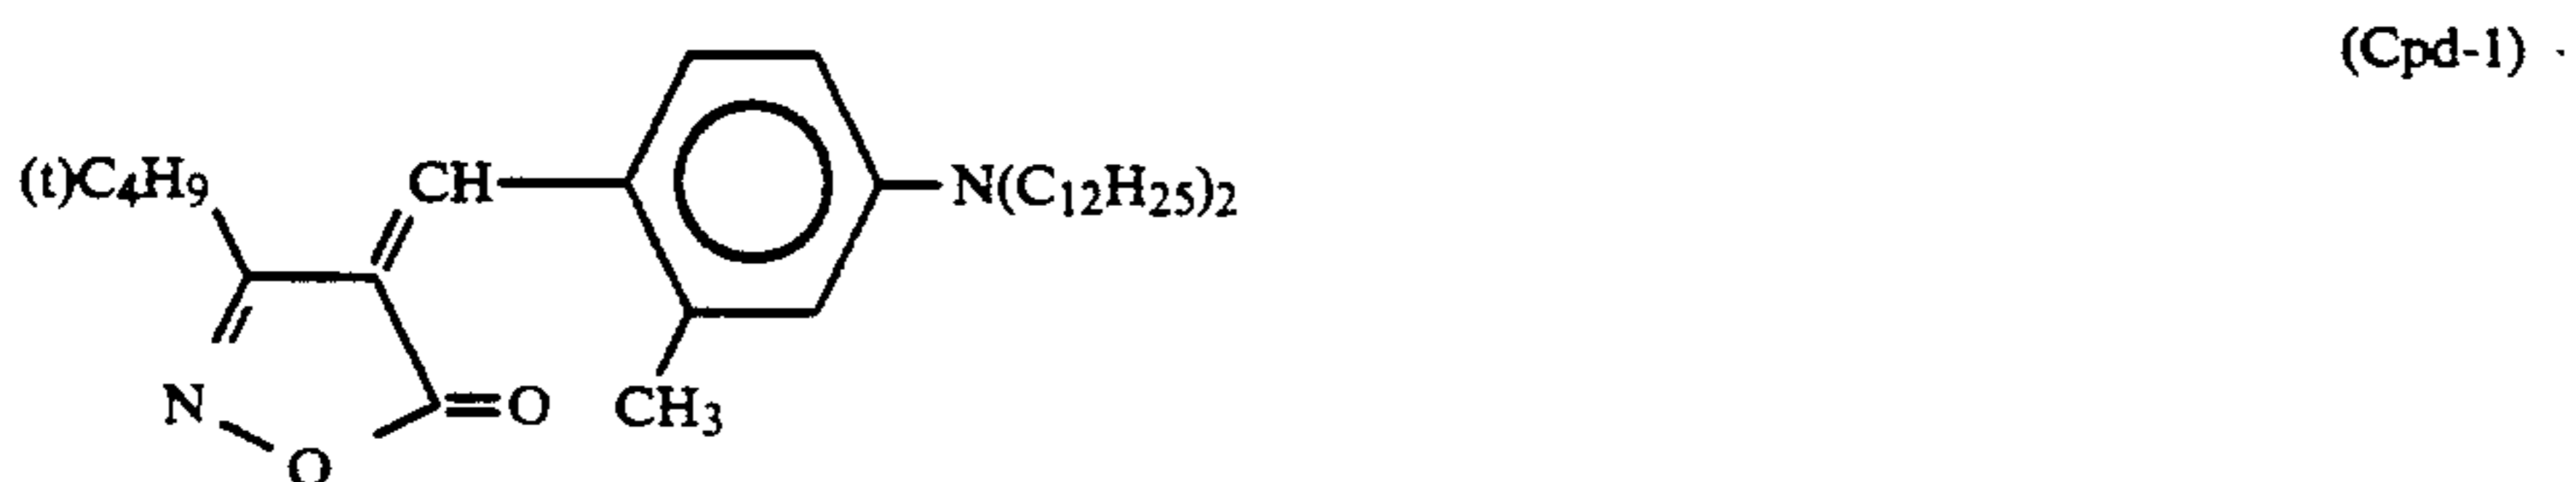 (Cpd-1)
(t)C₄H₉
CH
N(C₁₂H₂₅)₂
N
O
O
CH₃